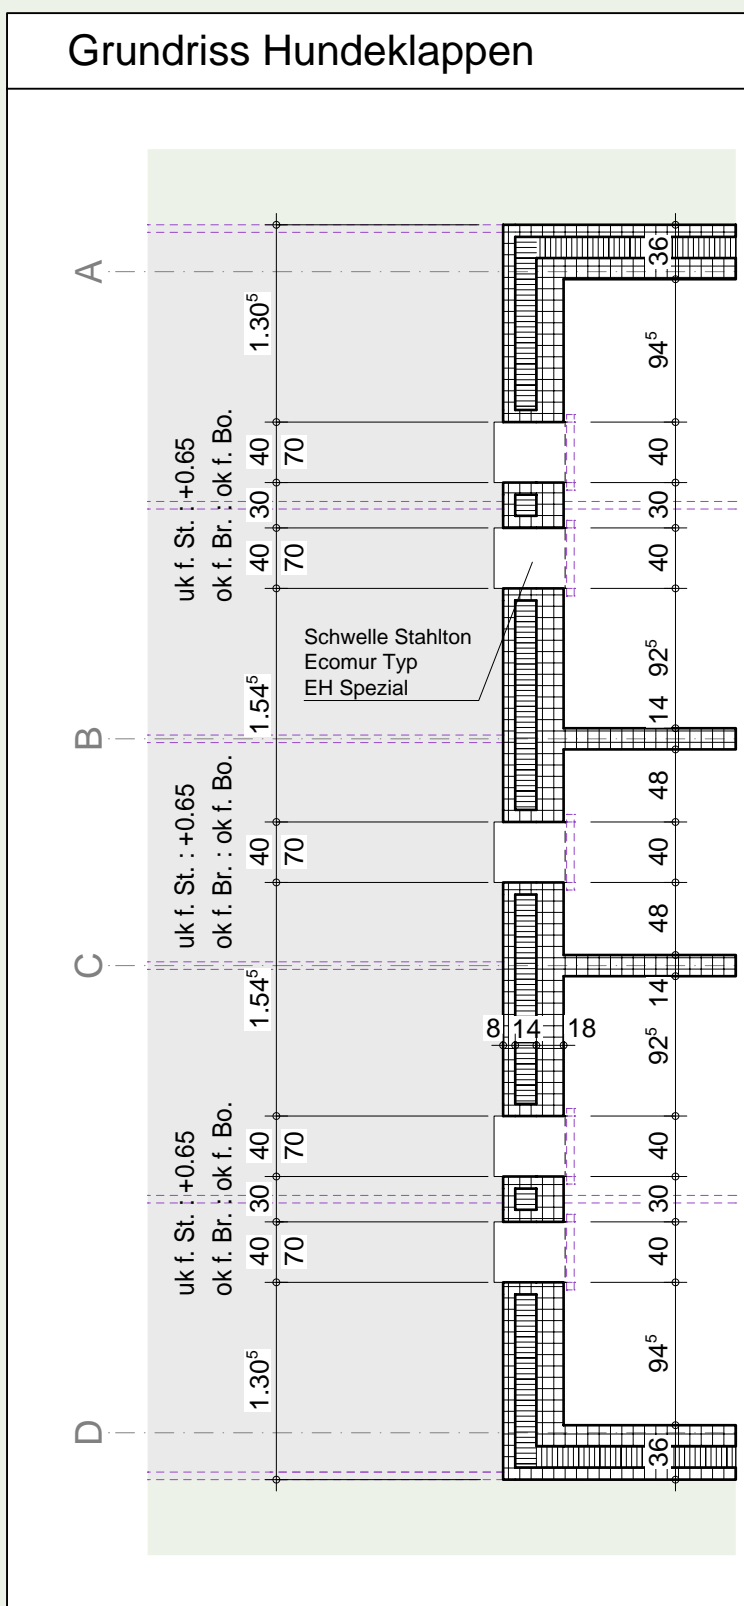 Grundriss Hundeklappen
A
B
C
D
1.30⁵
40
70
30
40
70
1.54⁵
40
70
1.54⁵
40
70
30
40
70
1.30⁵
uk f. St. : +0.65
ok f. Br. : ok f. Bo.
uk f. St. : +0.65
ok f. Br. : ok f. Bo.
uk f. St. : +0.65
ok f. Br. : ok f. Bo.
Schwelle Stahlton
Ecomur Typ
EH Spezial
8 14 18
36
94⁵
40
30
40
92⁵
14
48
40
48
14
92⁵
40
30
40
94⁵
36